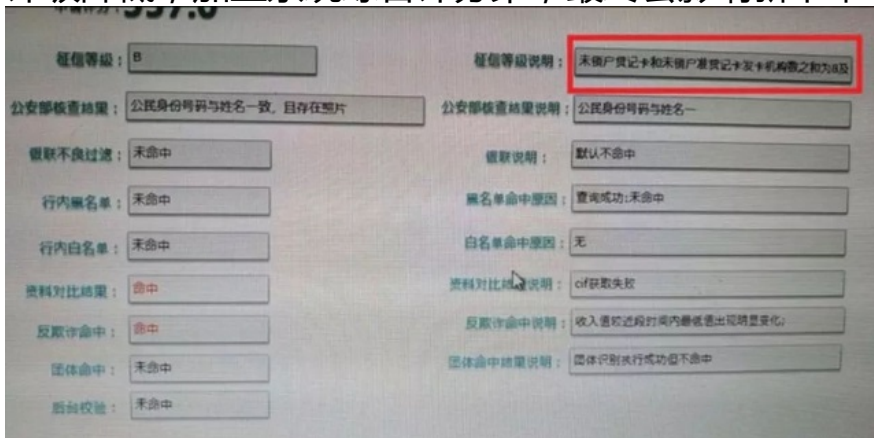 557.0
征信等级： B
征信等级说明： 未销户贷记卡和未销户准贷记卡发卡机构数之和为8及
公安部核查结果： 公民身份号码与姓名一致，且存在照片
公安部核查结果说明： 公民身份号码与姓名一
银联不良过滤： 未命中
银联说明： 默认不命中
行内黑名单： 未命中
黑名单命中原因： 查询成功:未命中
行内白名单： 未命中
白名单命中原因： 无
资料对比结果： 命中
资料对比结果说明： cif获取失败
反欺诈命中： 命中
反欺诈命中说明： 收入值较近段时间内最低值出现明显变化;
团体命中： 未命中
团体命中结果说明： 团体识别执行成功但不命中
后台校验： 未命中